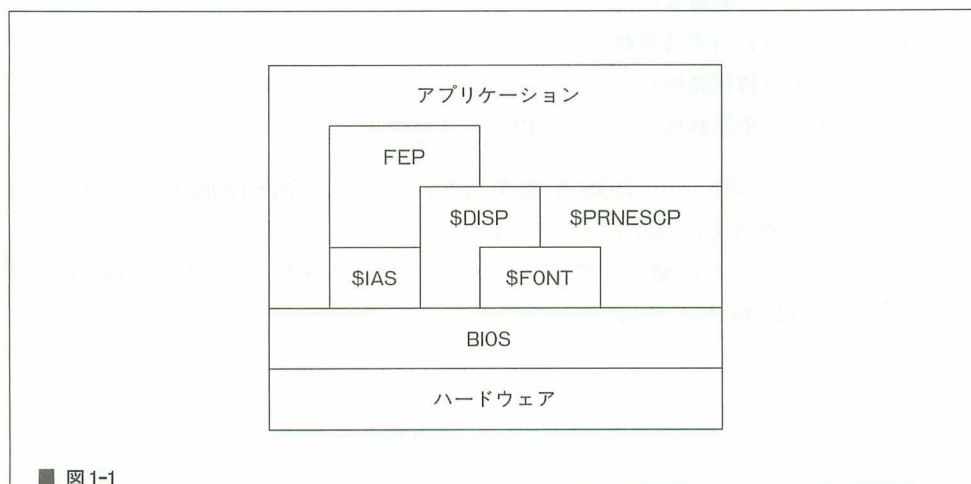 アプリケーション
FEP
$DISP
$PRNESCP
$IAS
$FONT
BIOS
ハードウェア
■ 図1-1